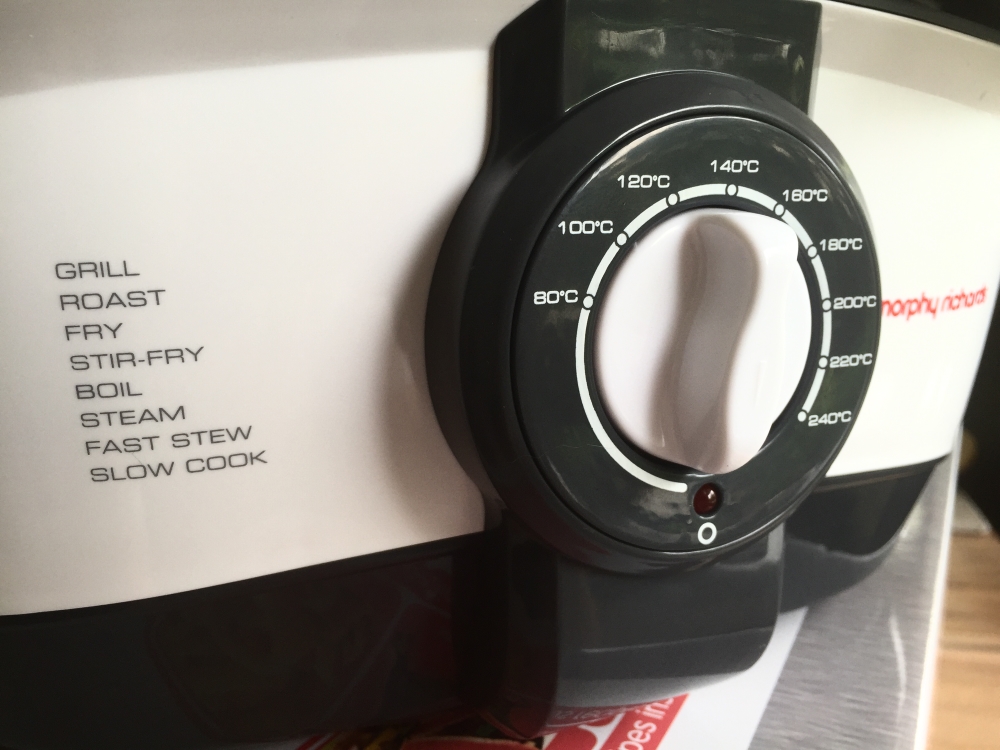 GRILL
ROAST
FRY
STIR-FRY
BOIL
STEAM
FAST STEW
SLOW COOK
80°C
100°C
120°C
140°C
160°C
180°C
200°C
220°C
240°C
O
morphy richards